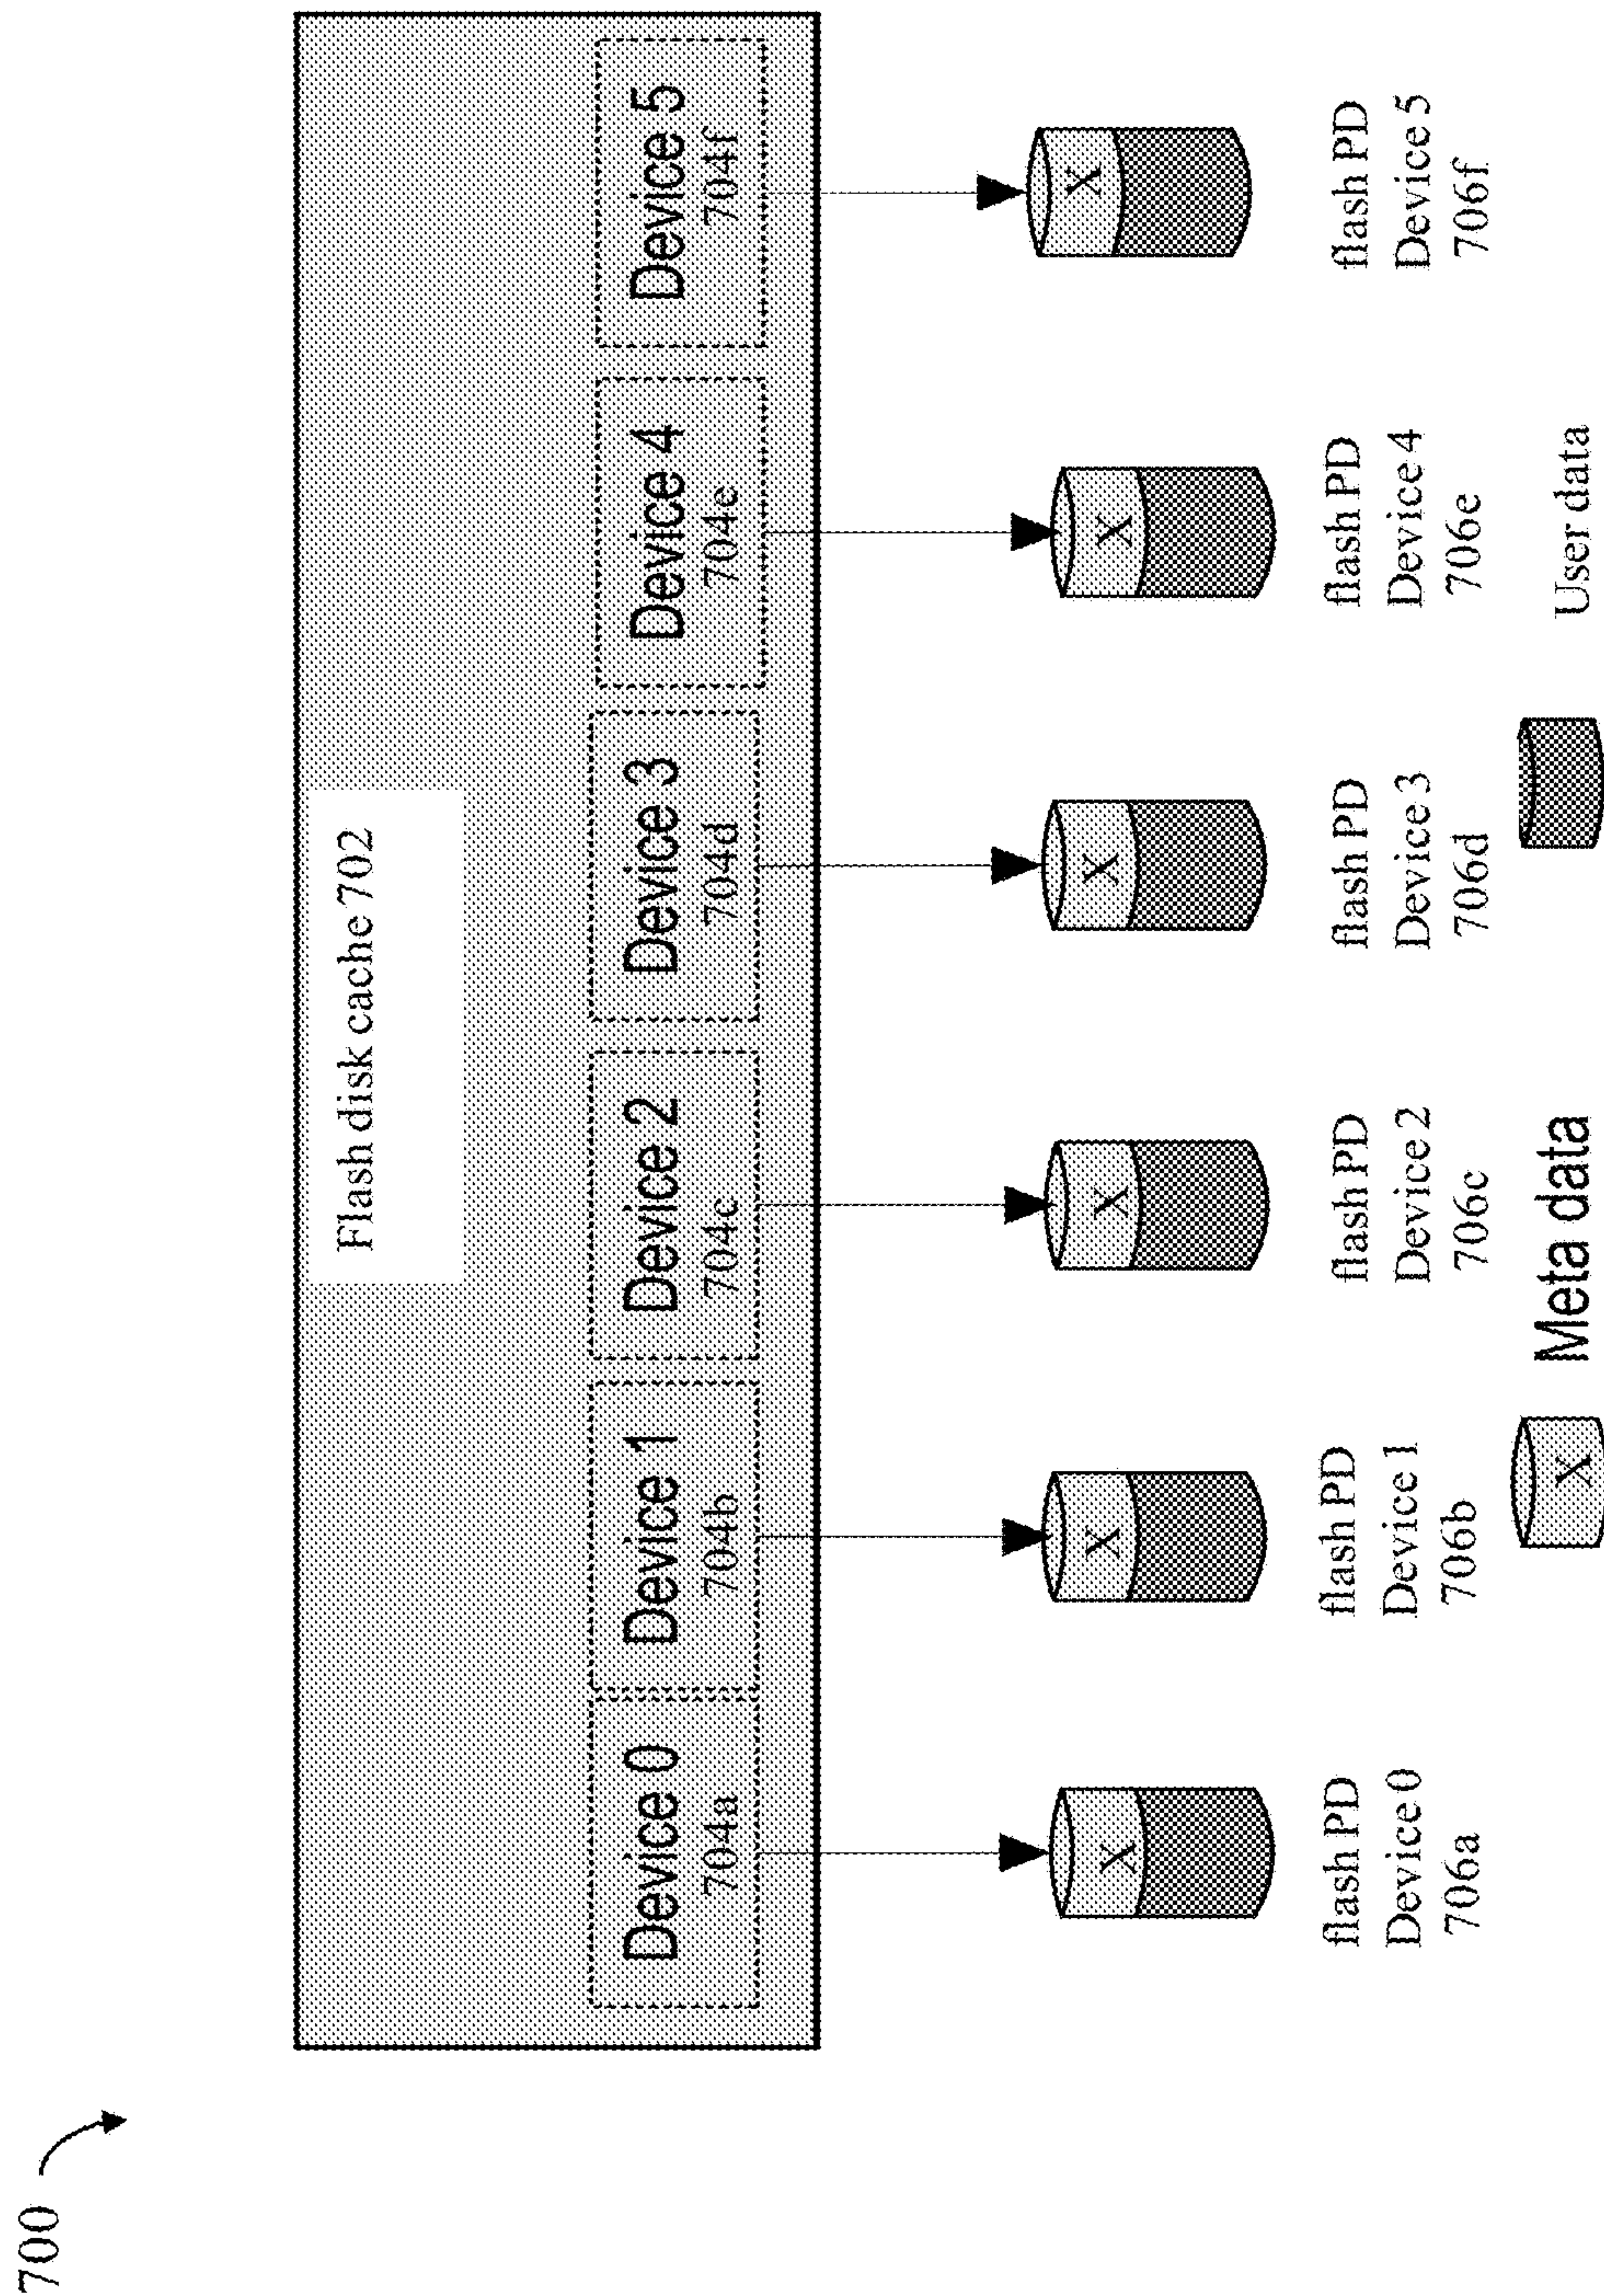 700
Flash disk cache 702
Device 0
704a
Device 1
704b
Device 2
704c
Device 3
704d
Device 4
704e
Device 5
704f
X
X
X
X
X
X
flash PD
Device 0
706a
flash PD
Device 1
706b
flash PD
Device 2
706c
flash PD
Device 3
706d
flash PD
Device 4
706e
flash PD
Device 5
706f
X
Meta data
User data